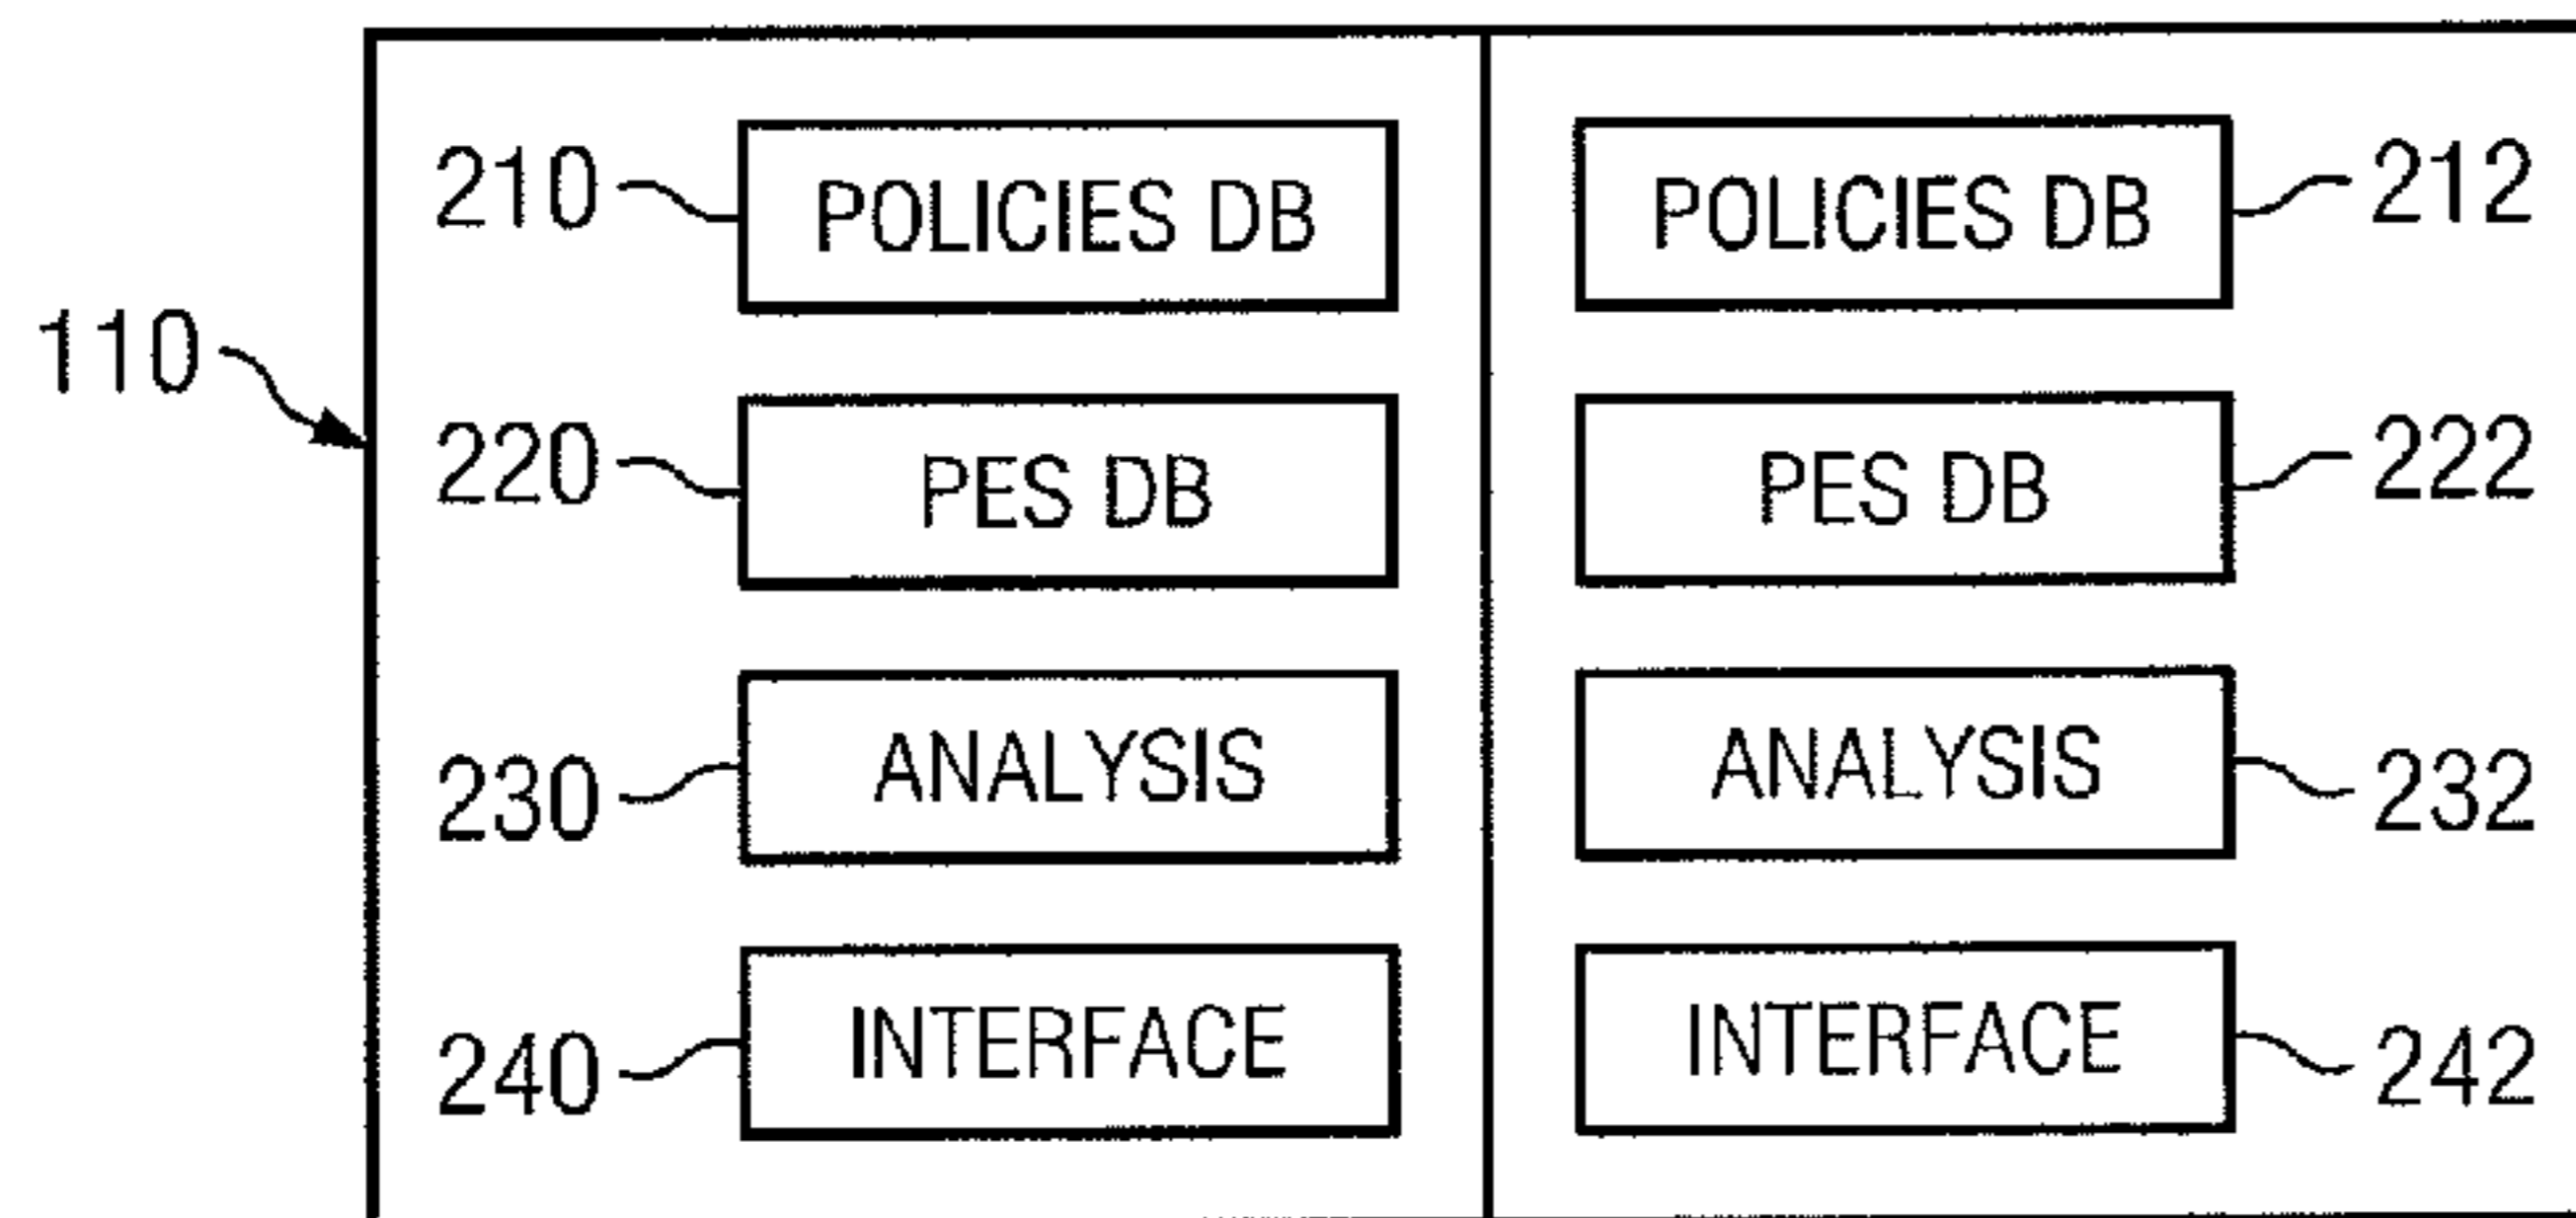 210 POLICIES DB POLICIES DB 212
110
220 PES DB PES DB 222
230 ANALYSIS ANALYSIS 232
240 INTERFACE INTERFACE 242